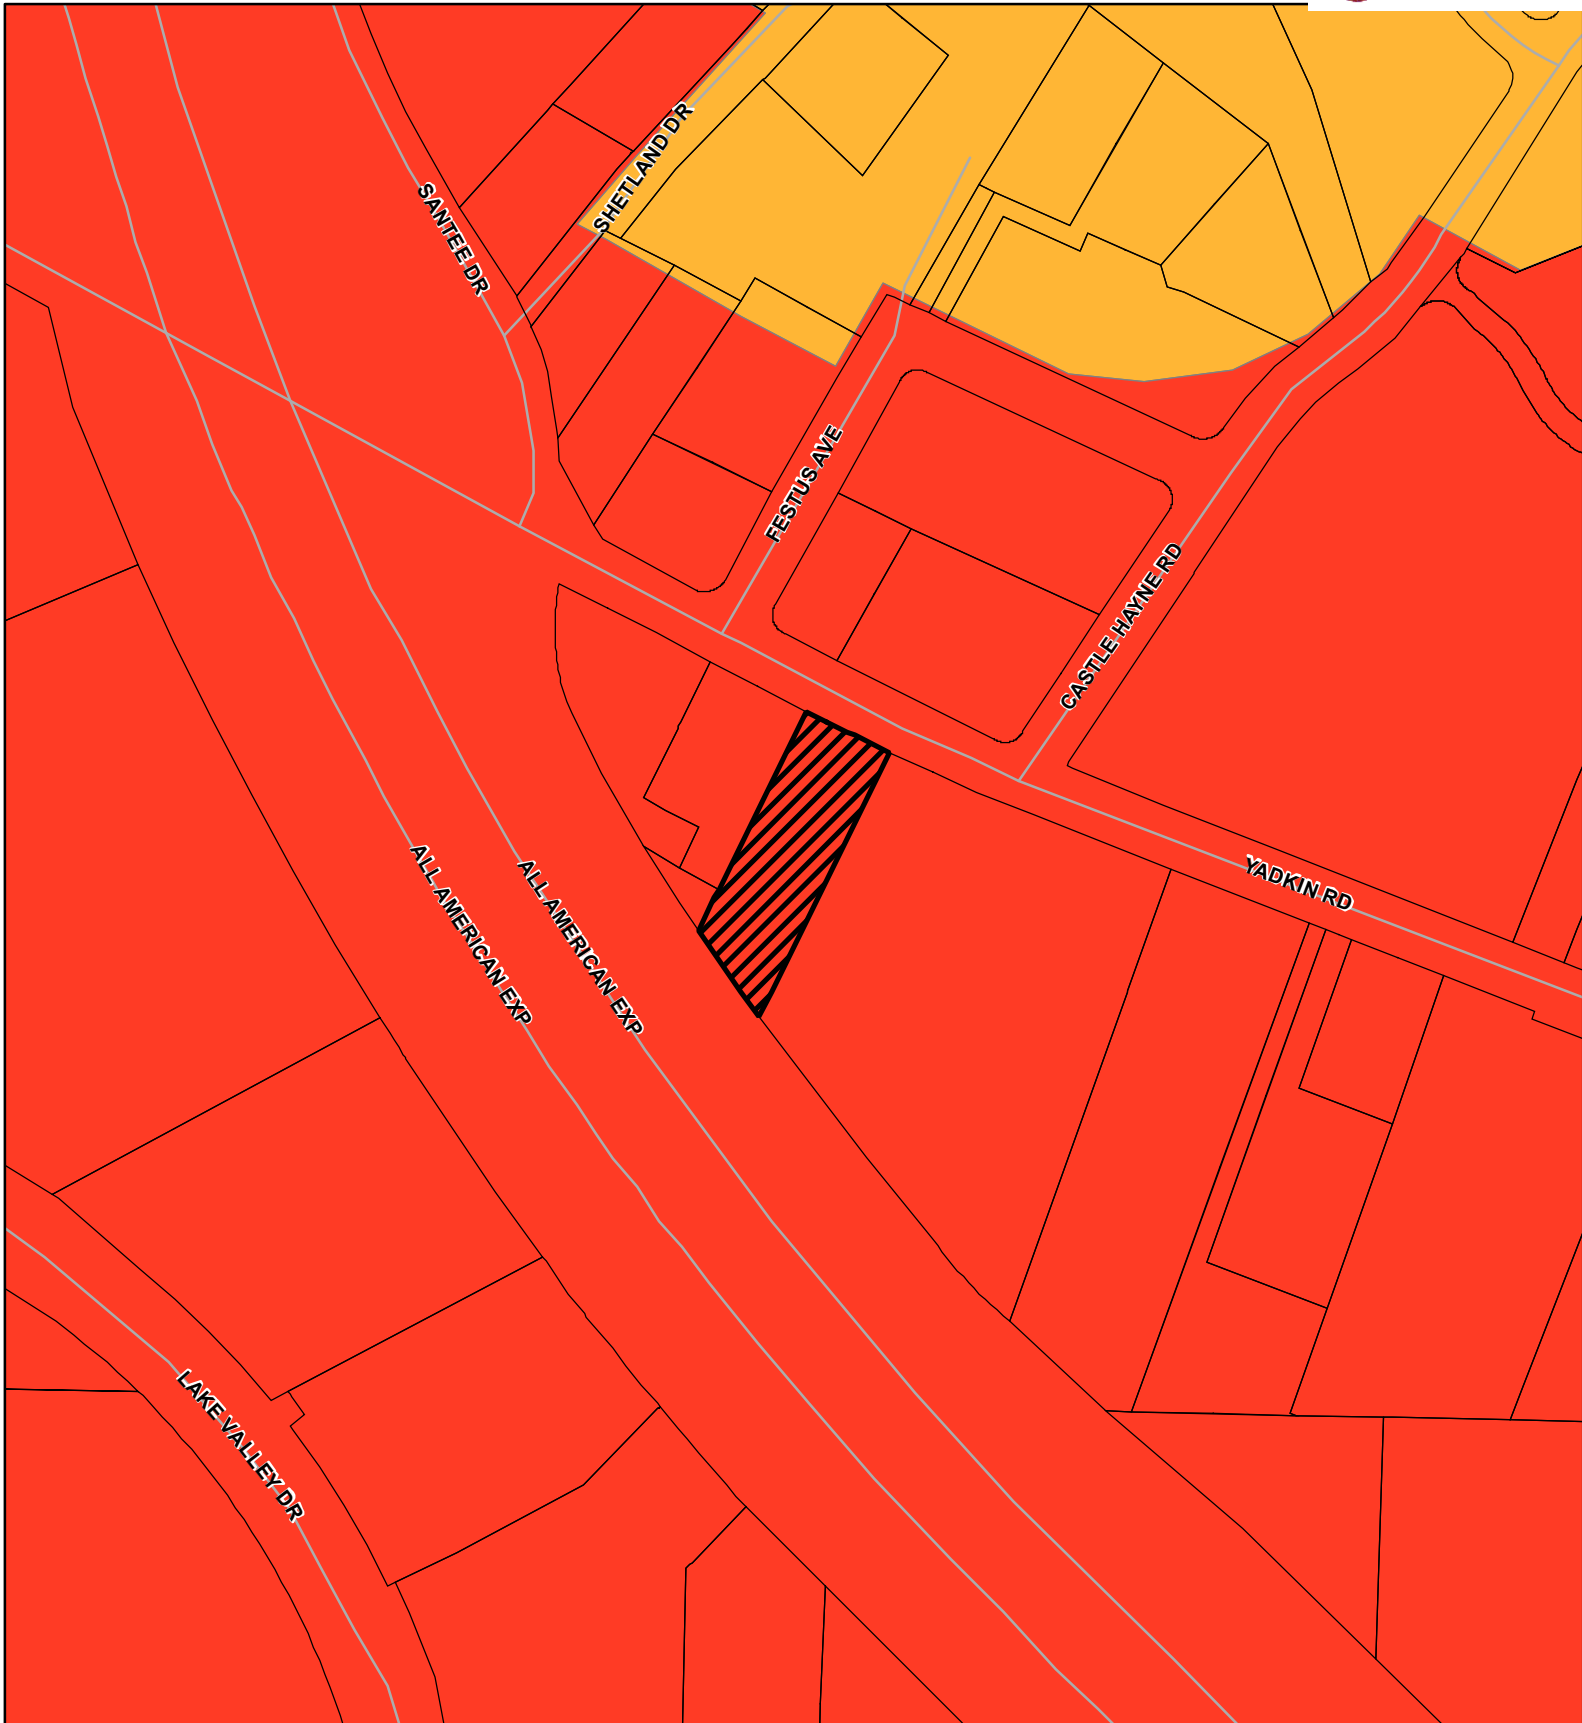 SHETLAND DR
SANTEE DR
FESTUS AVE
CASTLE HAYNE RD
YADKIN RD
ALL AMERICAN EXP
ALL AMERICAN EXP
LAKE VALLEY DR